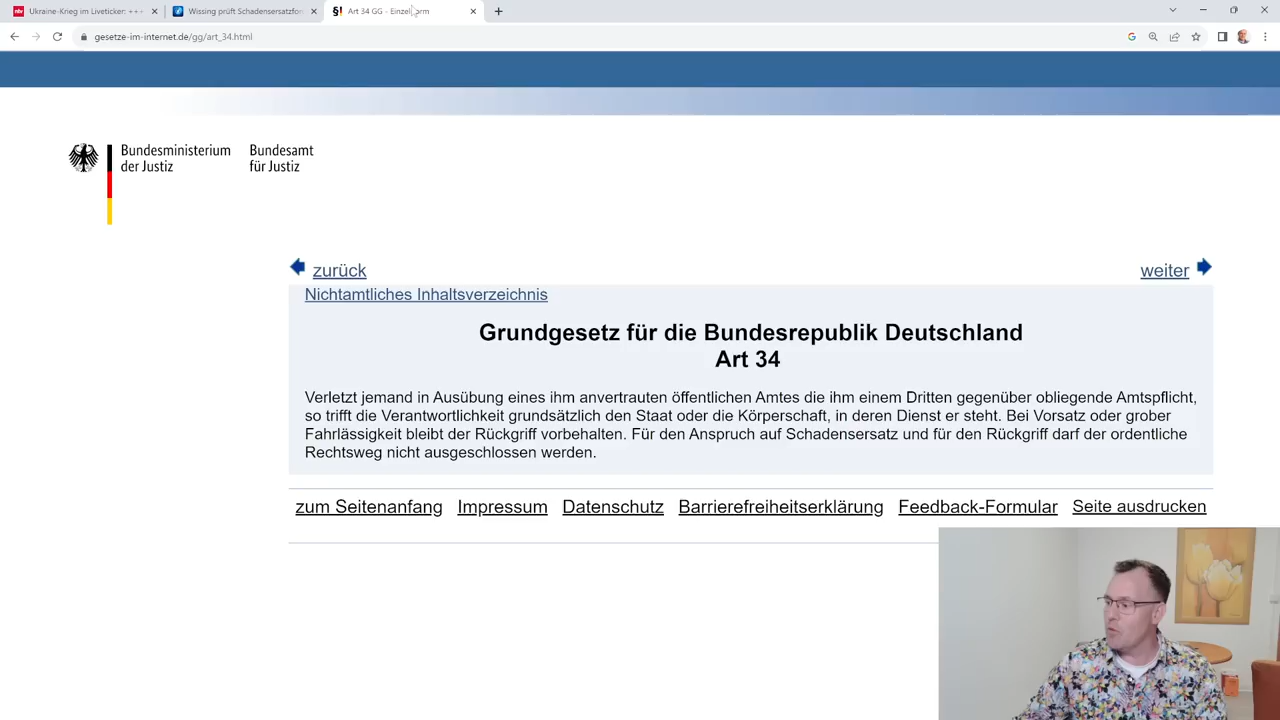 Ukraine-Krieg im Liveticker: +++
Wissing prüft Schadensersatzfor
Art 34 GG - Einzelnorm
gesetze-im-internet.de/gg/art_34.html
Bundesministerium
der Justiz
Bundesamt
für Justiz
zurück
weiter
Nichtamtliches Inhaltsverzeichnis
Grundgesetz für die Bundesrepublik Deutschland
Art 34
Verletzt jemand in Ausübung eines ihm anvertrauten öffentlichen Amtes die ihm einem Dritten gegenüber obliegende Amtspflicht,
so trifft die Verantwortlichkeit grundsätzlich den Staat oder die Körperschaft, in deren Dienst er steht. Bei Vorsatz oder grober
Fahrlässigkeit bleibt der Rückgriff vorbehalten. Für den Anspruch auf Schadensersatz und für den Rückgriff darf der ordentliche
Rechtsweg nicht ausgeschlossen werden.
zum Seitenanfang Impressum Datenschutz Barrierefreiheitserklärung Feedback-Formular Seite ausdrucken